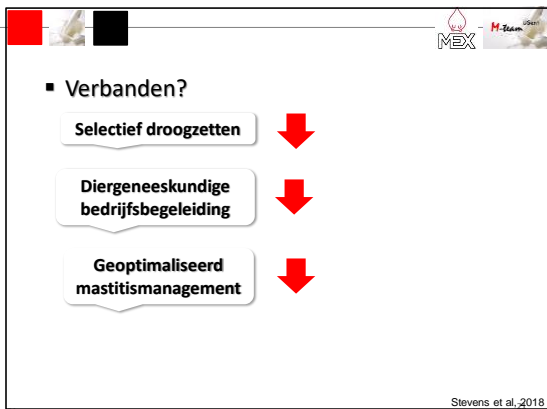 MEX
M-team UGent
▪ Verbanden?
Selectief droogzetten
Diergeneeskundige
bedrijfsbegeleiding
Geoptimaliseerd
mastitismanagement
Stevens et al, 2018